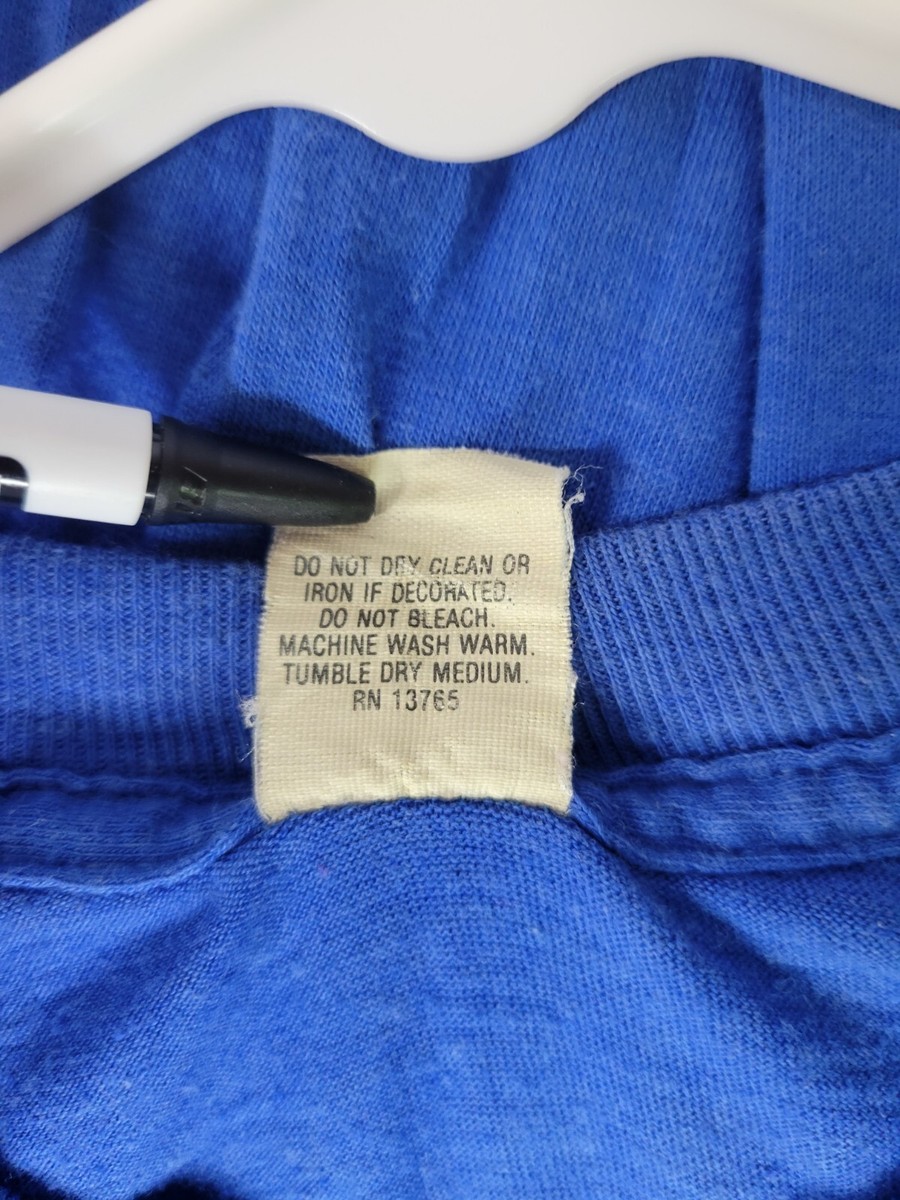 DO NOT DRY CLEAN OR
IRON IF DECORATED.
DO NOT BLEACH.
MACHINE WASH WARM.
TUMBLE DRY MEDIUM.
RN 13765